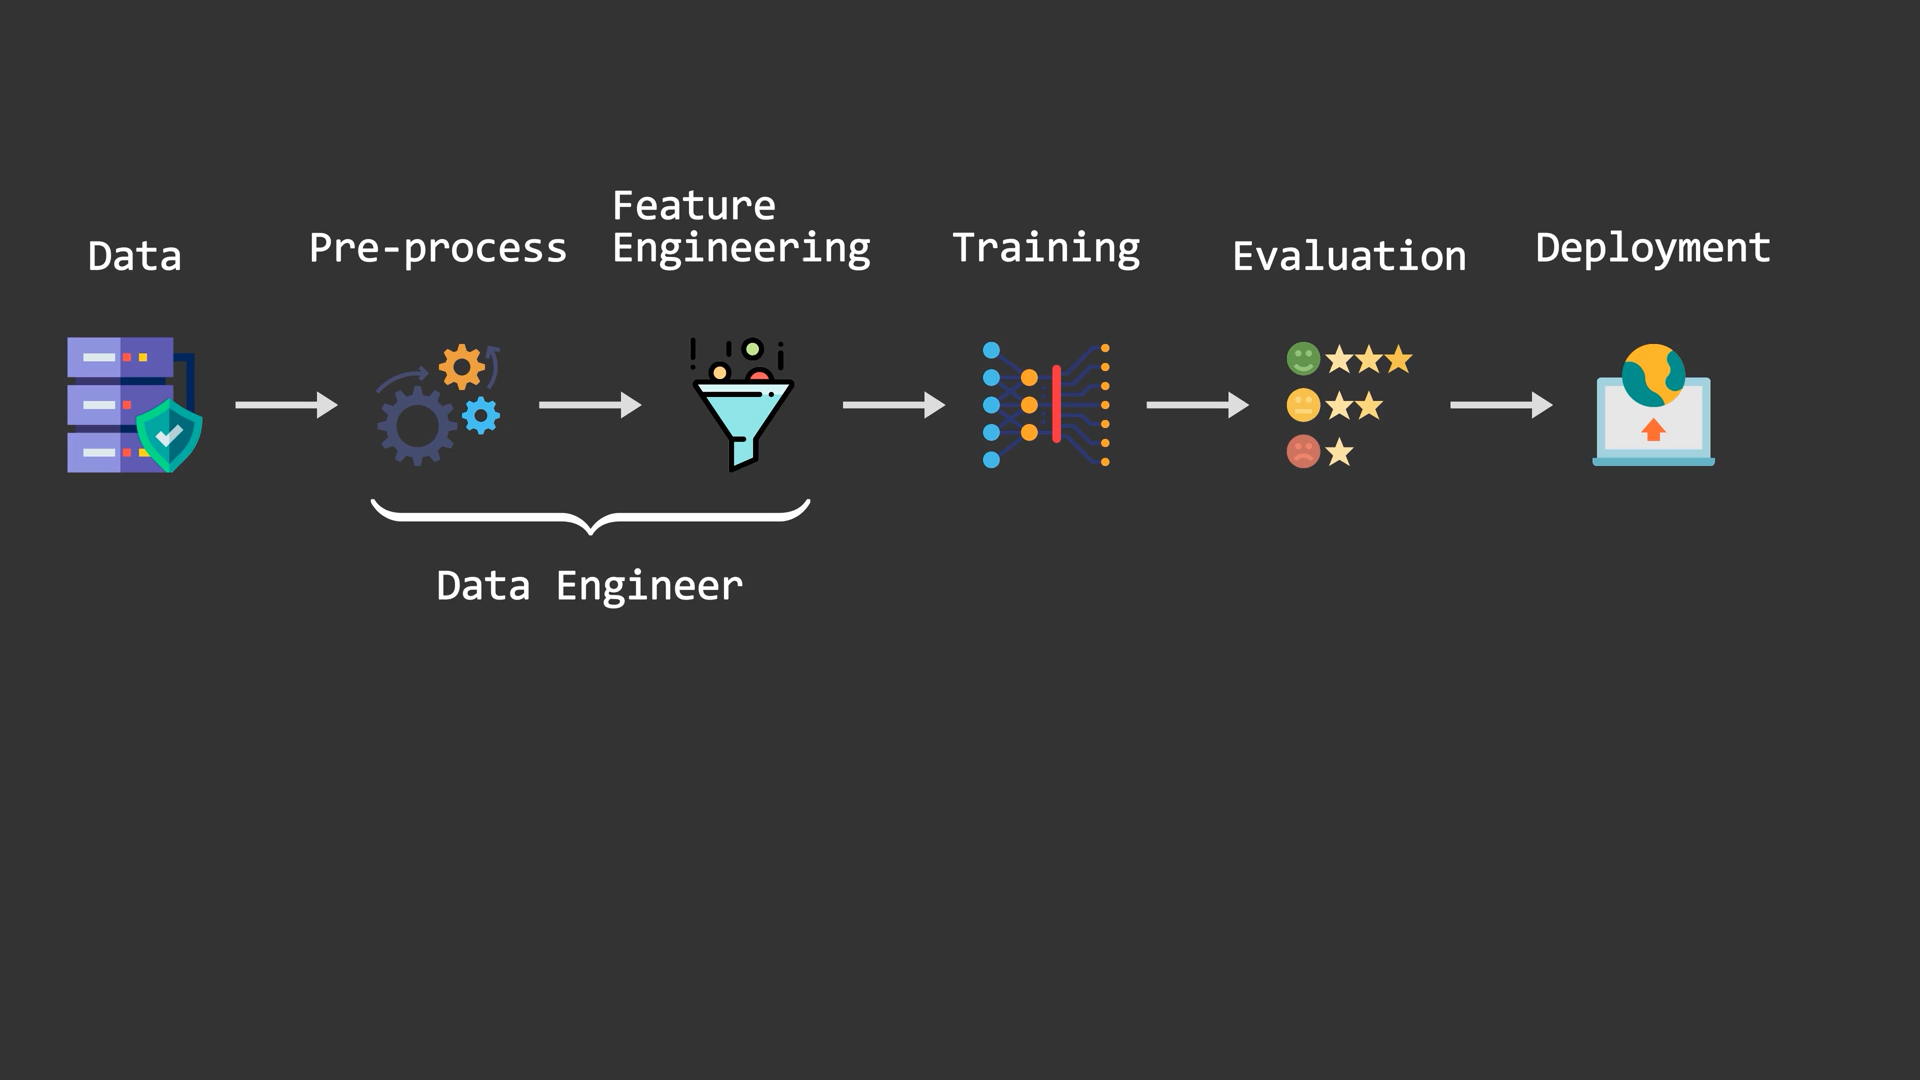 Data
Pre-process
Feature
Engineering
Training
Evaluation
Deployment
Data Engineer